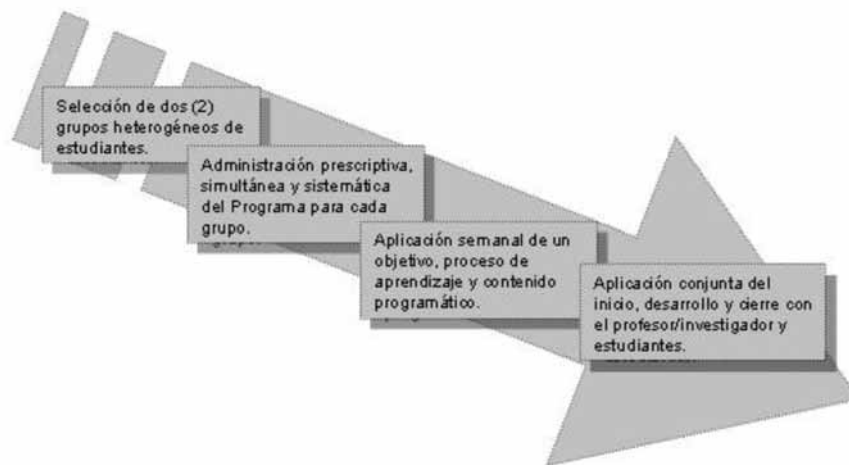 Selección de dos (2)
grupos heterogéneos de
estudiantes.
Administración prescriptiva,
simultánea y sistemática
del Programa para cada
grupo.
Aplicación semanal de un
objetivo, proceso de
aprendizaje y contenido
programático.
Aplicación conjunta del
inicio, desarrollo y cierre con
el profesor/investigador y
estudiantes.